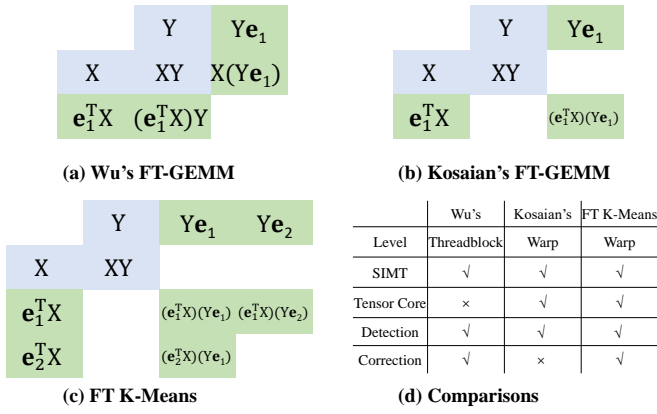 Y Ye₁
X XY X(Ye₁)
e₁ᵀX (e₁ᵀX)Y
(a) Wu's FT-GEMM
Y Ye₁
X XY
e₁ᵀX (e₁ᵀX)(Ye₁)
(b) Kosaian's FT-GEMM
Y Ye₁ Ye₂
X XY
e₁ᵀX (e₁ᵀX)(Ye₁) (e₁ᵀX)(Ye₂)
e₂ᵀX (e₂ᵀX)(Ye₁)
(c) FT K-Means
Wu's Kosaian's FT K-Means
Level Threadblock Warp Warp
SIMT √ √ √
Tensor Core × √ √
Detection √ √ √
Correction √ × √
(d) Comparisons